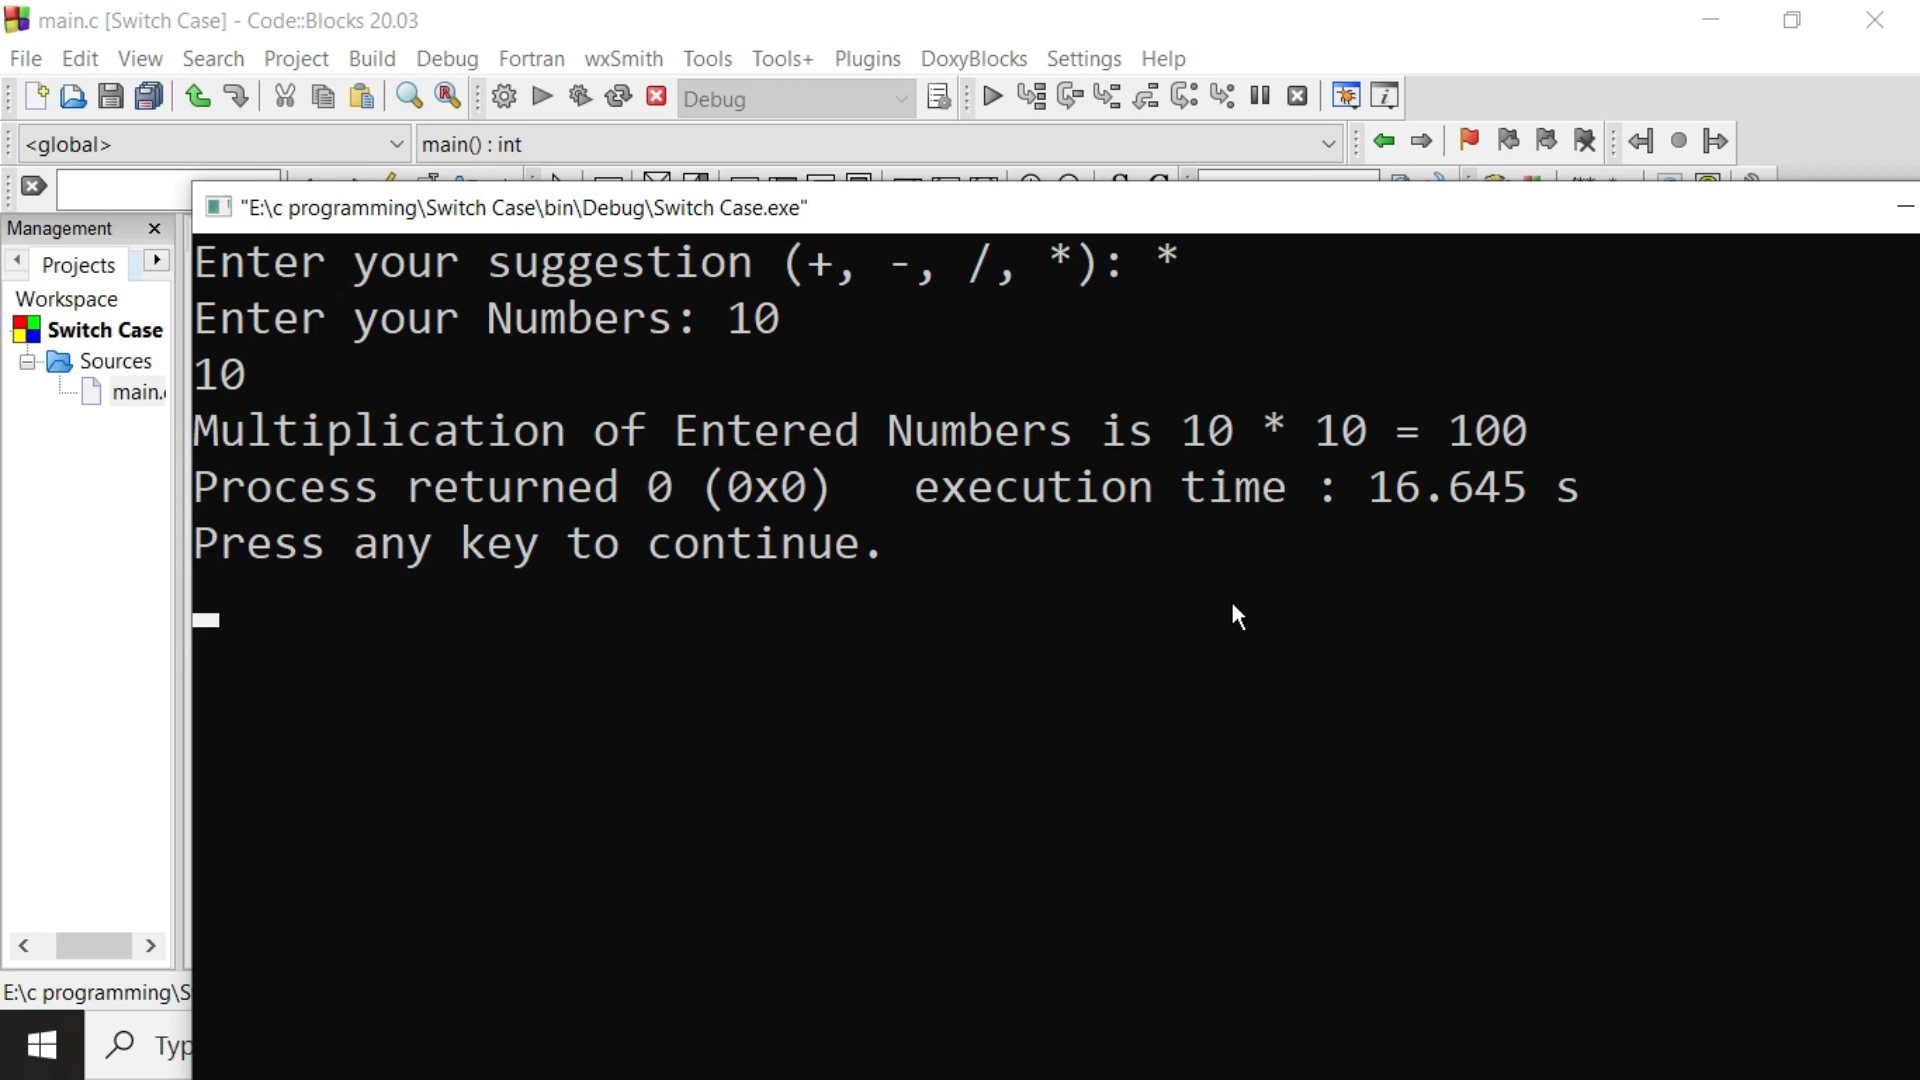 main.c [Switch Case] - Code::Blocks 20.03
File Edit View Search Project Build Debug Fortran wxSmith Tools Tools+ Plugins DoxyBlocks Settings Help
Debug
<global> main() : int
"E:\c programming\Switch Case\bin\Debug\Switch Case.exe"
Management
Projects
Workspace
Switch Case
Sources
main.
Enter your suggestion (+, -, /, *): *
Enter your Numbers: 10
10
Multiplication of Entered Numbers is 10 * 10 = 100
Process returned 0 (0x0)   execution time : 16.645 s
Press any key to continue.
E:\c programming\S
Typ